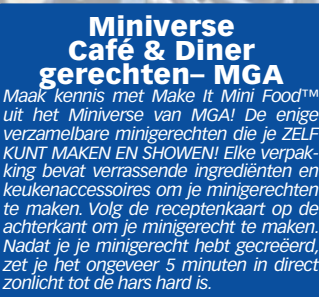 Miniverse
Café & Diner
gerechten– MGA
Maak kennis met Make It Mini Food™
uit het Miniverse van MGA! De enige
verzamelbare minigerechten die je ZELF
KUNT MAKEN EN SHOWEN! Elke verpak-
king bevat verrassende ingrediënten en
keukenaccessoires om je minigerechten
te maken. Volg de receptenkaart op de
achterkant om je minigerecht te maken.
Nadat je je minigerecht hebt gecreëerd,
zet je het ongeveer 5 minuten in direct
zonlicht tot de hars hard is.